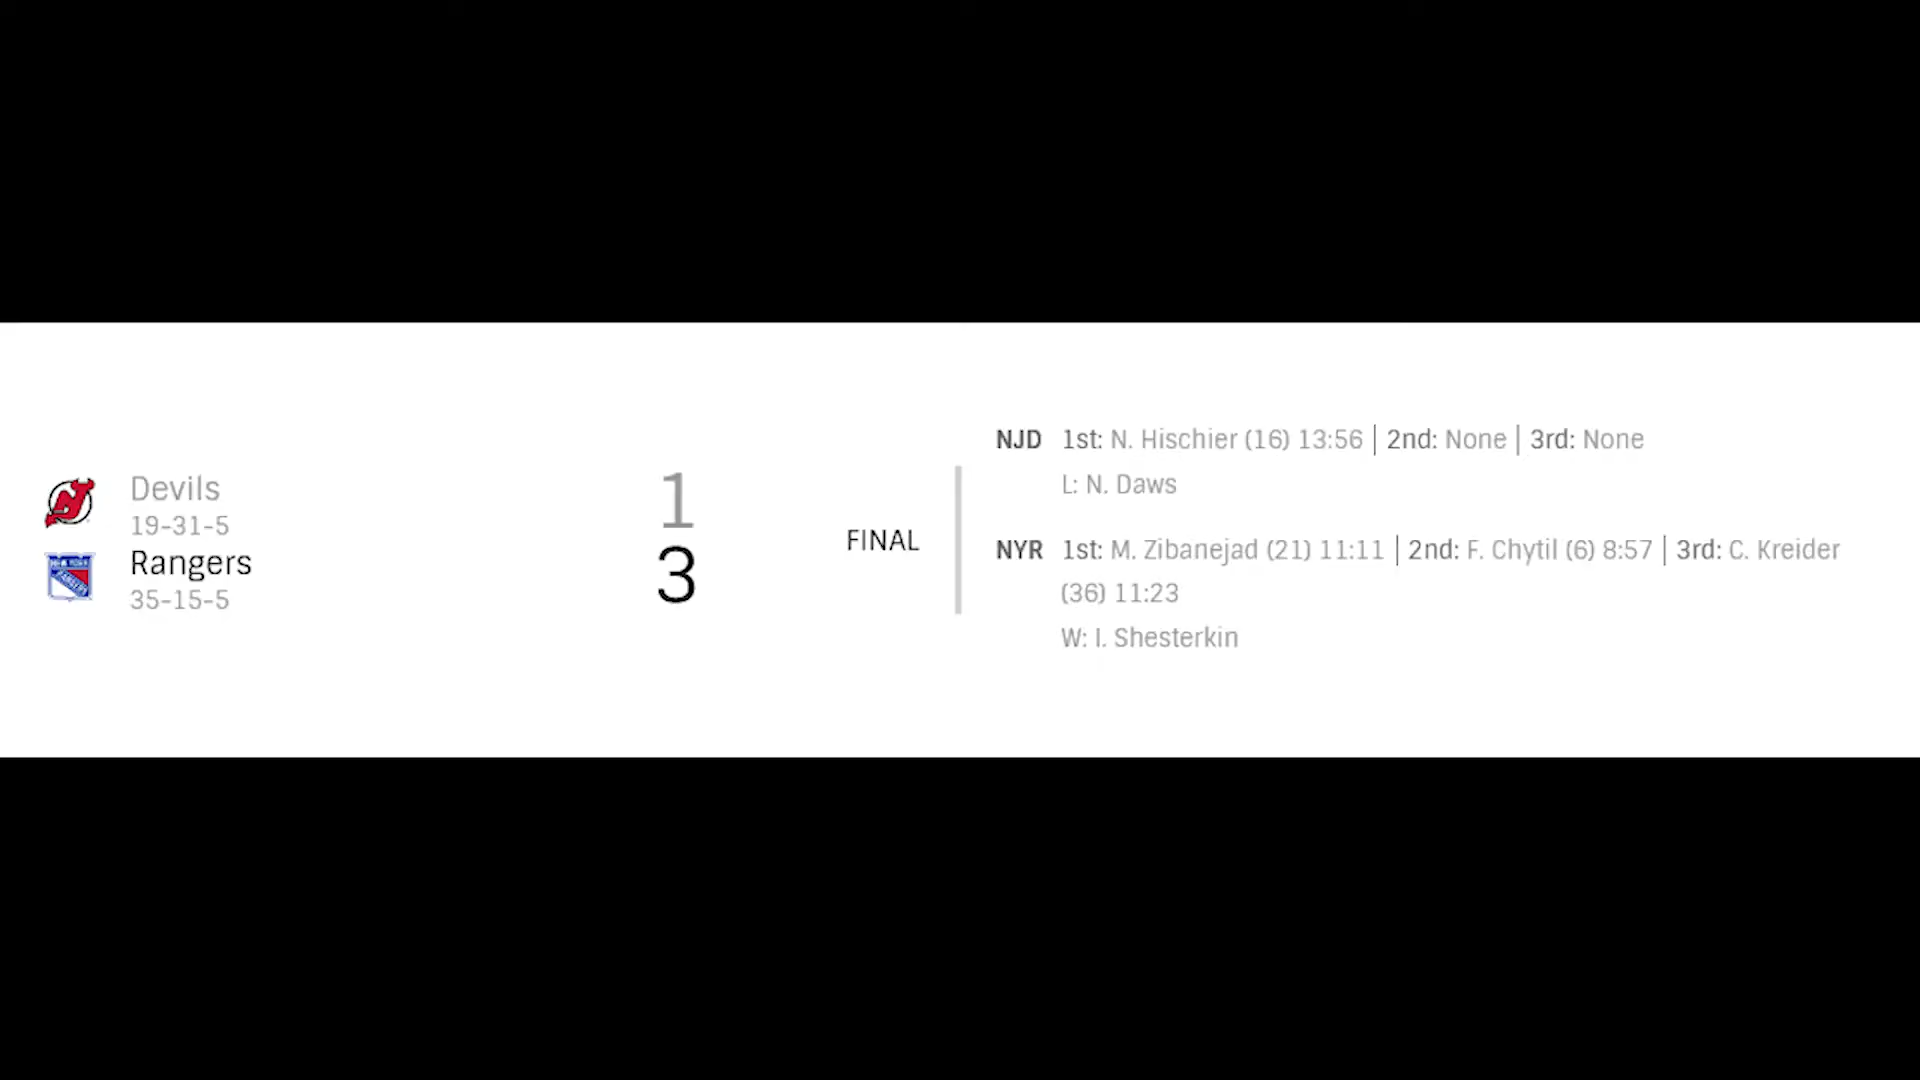 Devils
19-31-5
1
Rangers
35-15-5
3
FINAL
NJD 1st: N. Hischier (16) 13:56 | 2nd: None | 3rd: None
L: N. Daws
NYR 1st: M. Zibanejad (21) 11:11 | 2nd: F. Chytil (6) 8:57 | 3rd: C. Kreider
(36) 11:23
W: I. Shesterkin